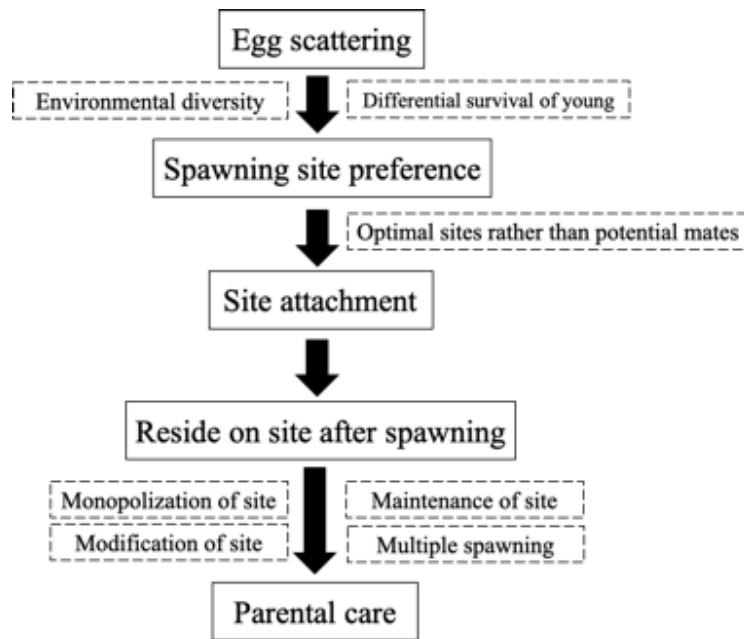 Egg scattering
Environmental diversity
Differential survival of young
Spawning site preference
Optimal sites rather than potential mates
Site attachment
Reside on site after spawning
Monopolization of site
Maintenance of site
Modification of site
Multiple spawning
Parental care